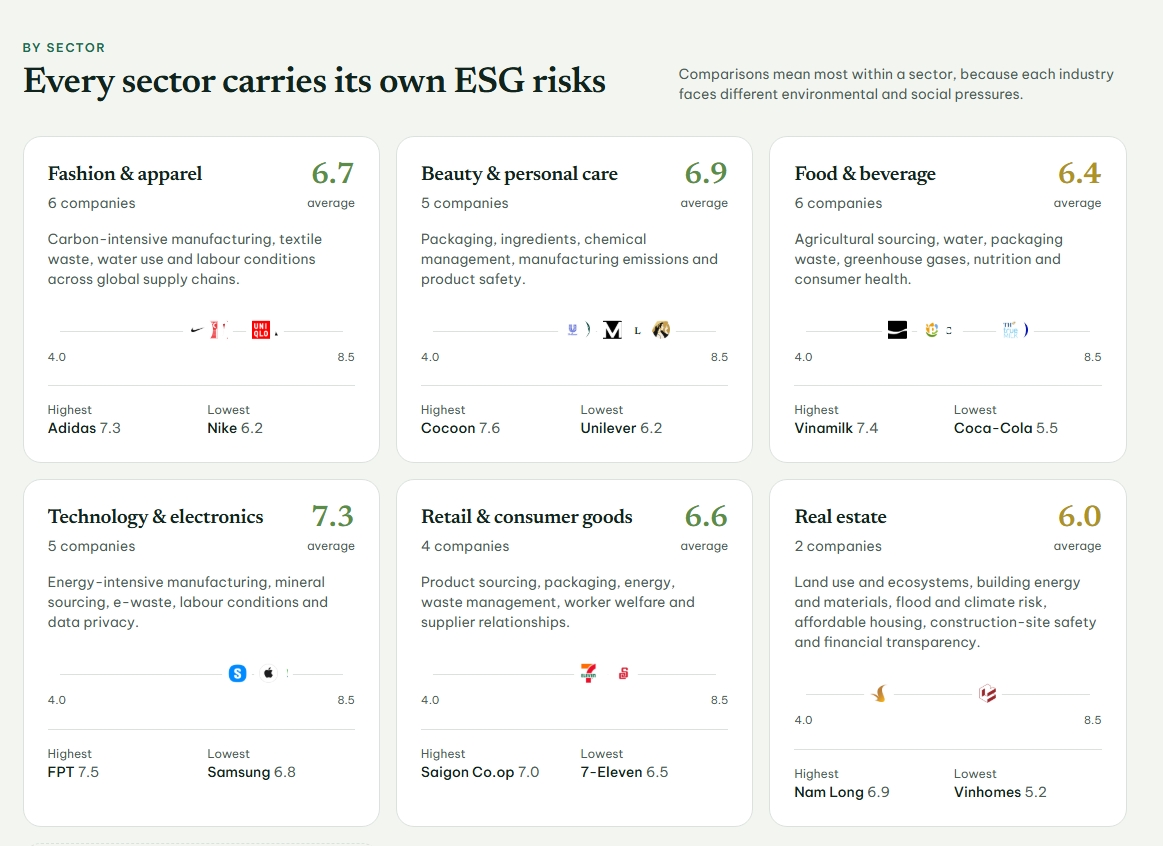 BY SECTOR
Every sector carries its own ESG risks
Comparisons mean most within a sector, because each industry
faces different environmental and social pressures.
Fashion & apparel
6.7
6 companies
average
Carbon-intensive manufacturing, textile
waste, water use and labour conditions
across global supply chains.
UNI
QLO
4.0
8.5
Highest
Lowest
Adidas 7.3
Nike 6.2
Beauty & personal care
6.9
5 companies
average
Packaging, ingredients, chemical
management, manufacturing emissions and
product safety.
4.0
8.5
Highest
Lowest
Cocoon 7.6
Unilever 6.2
Food & beverage
6.4
6 companies
average
Agricultural sourcing, water, packaging
waste, greenhouse gases, nutrition and
consumer health.
4.0
8.5
Highest
Lowest
Vinamilk 7.4
Coca-Cola 5.5
Technology & electronics
7.3
5 companies
average
Energy-intensive manufacturing, mineral
sourcing, e-waste, labour conditions and
data privacy.
S
4.0
8.5
Highest
Lowest
FPT 7.5
Samsung 6.8
Retail & consumer goods
6.6
4 companies
average
Product sourcing, packaging, energy,
waste management, worker welfare and
supplier relationships.
7
ELEVEN
4.0
8.5
Highest
Lowest
Saigon Co.op 7.0
7-Eleven 6.5
Real estate
6.0
2 companies
average
Land use and ecosystems, building energy
and materials, flood and climate risk,
affordable housing, construction-site safety
and financial transparency.
4.0
8.5
Highest
Lowest
Nam Long 6.9
Vinhomes 5.2